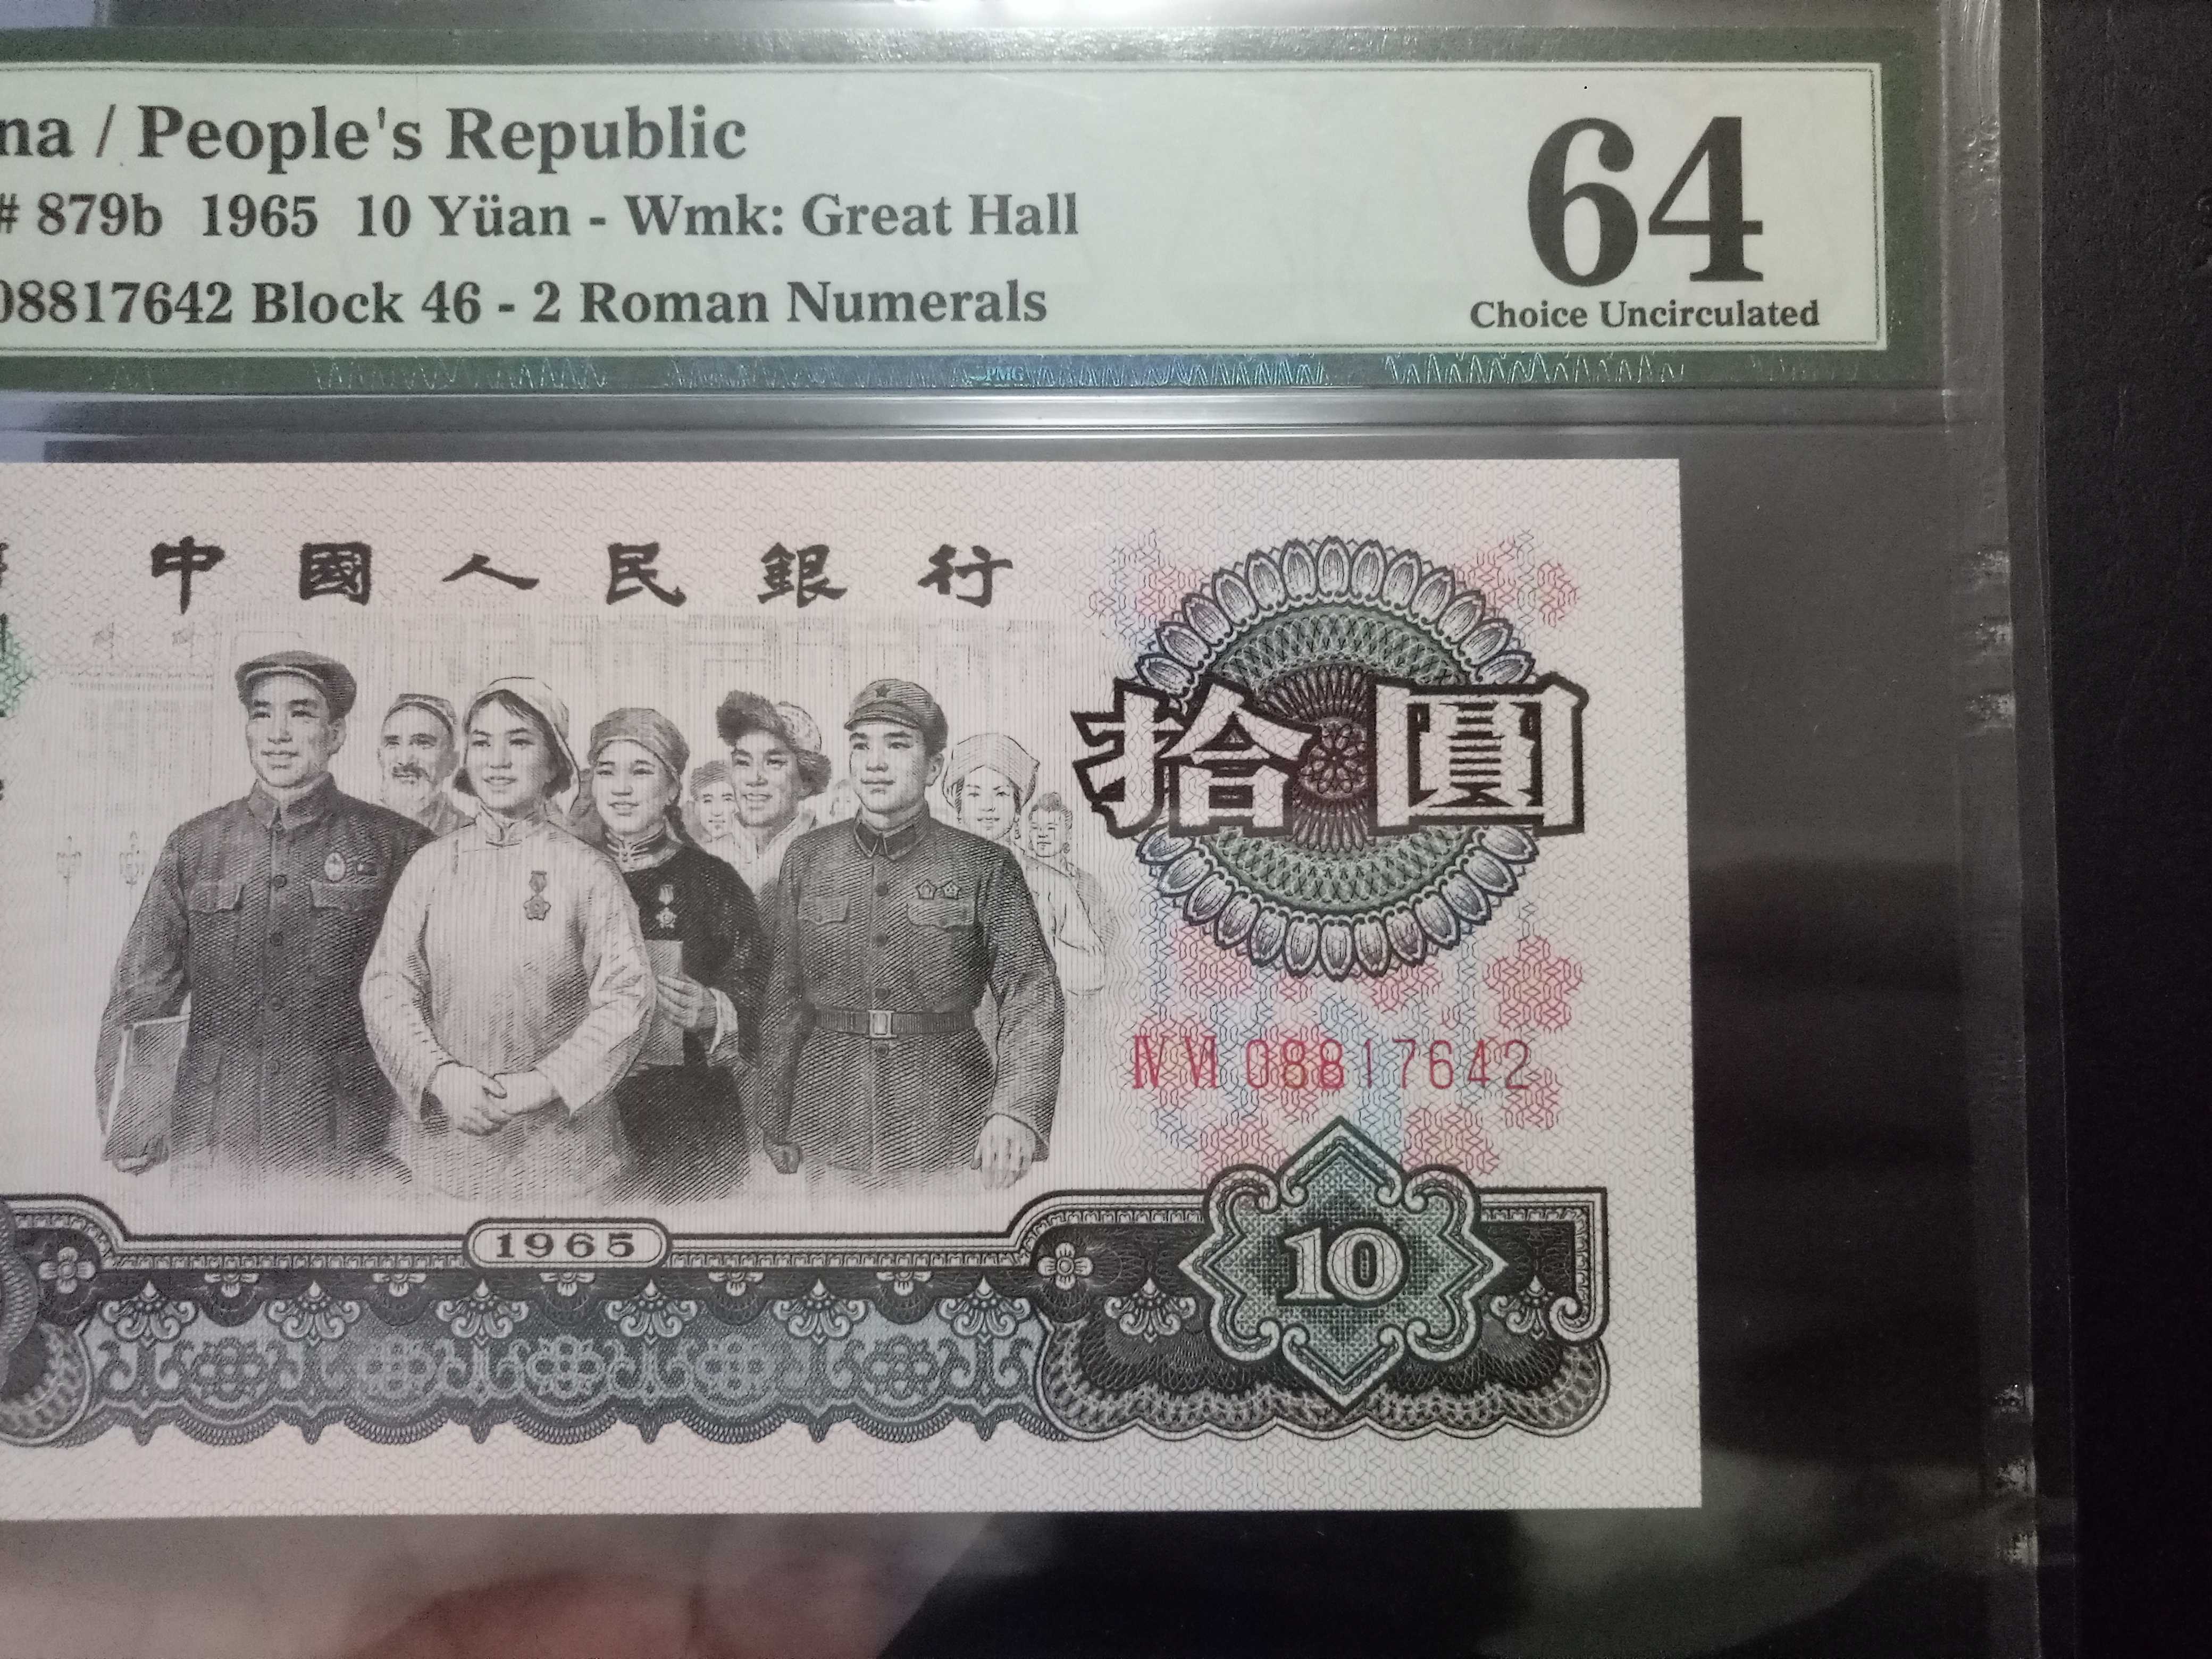 na / People's Republic
# 879b 1965 10 Yüan - Wmk: Great Hall
08817642 Block 46 - 2 Roman Numerals
64
Choice Uncirculated
PMG
中國人民銀行
拾圓
IV VI 08817642
1965
10